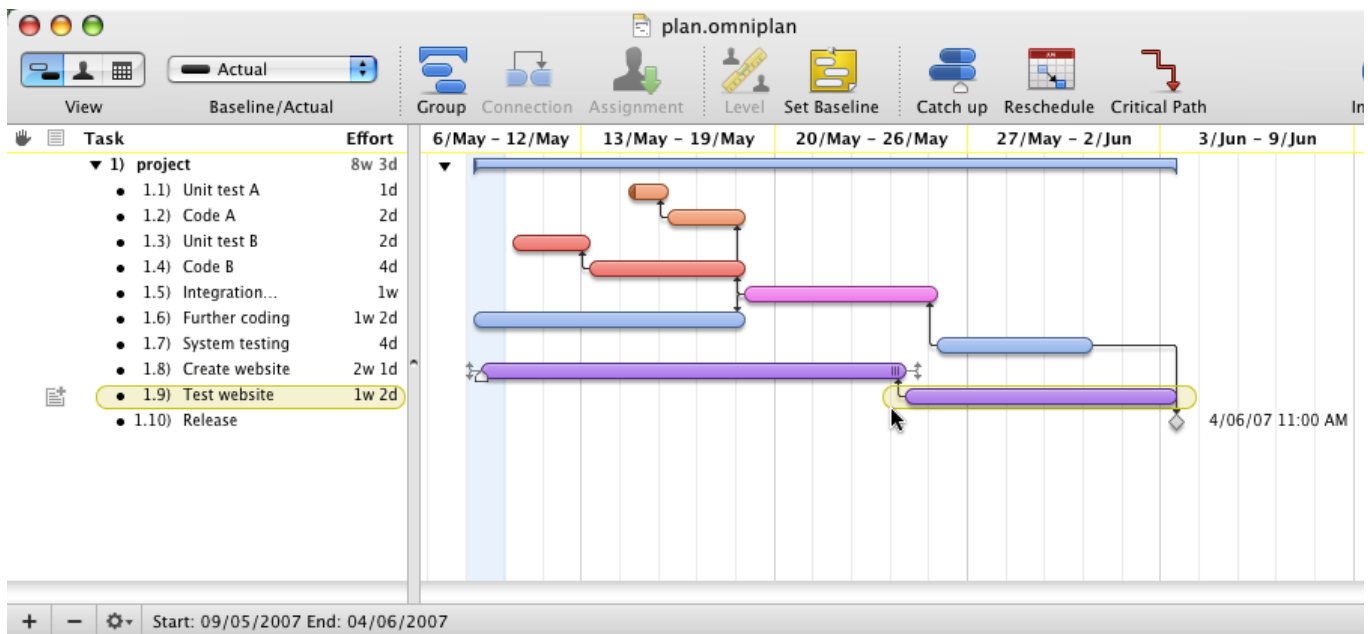 plan.omniplan
Actual
View Baseline/Actual Group Connection Assignment Level Set Baseline Catch up Reschedule Critical Path
Task Effort 6/May – 12/May 13/May – 19/May 20/May – 26/May 27/May – 2/Jun 3/Jun – 9/Jun
1) project 8w 3d
1.1) Unit test A 1d
1.2) Code A 2d
1.3) Unit test B 2d
1.4) Code B 4d
1.5) Integration... 1w
1.6) Further coding 1w 2d
1.7) System testing 4d
1.8) Create website 2w 1d
1.9) Test website 1w 2d
1.10) Release 4/06/07 11:00 AM
Start: 09/05/2007 End: 04/06/2007